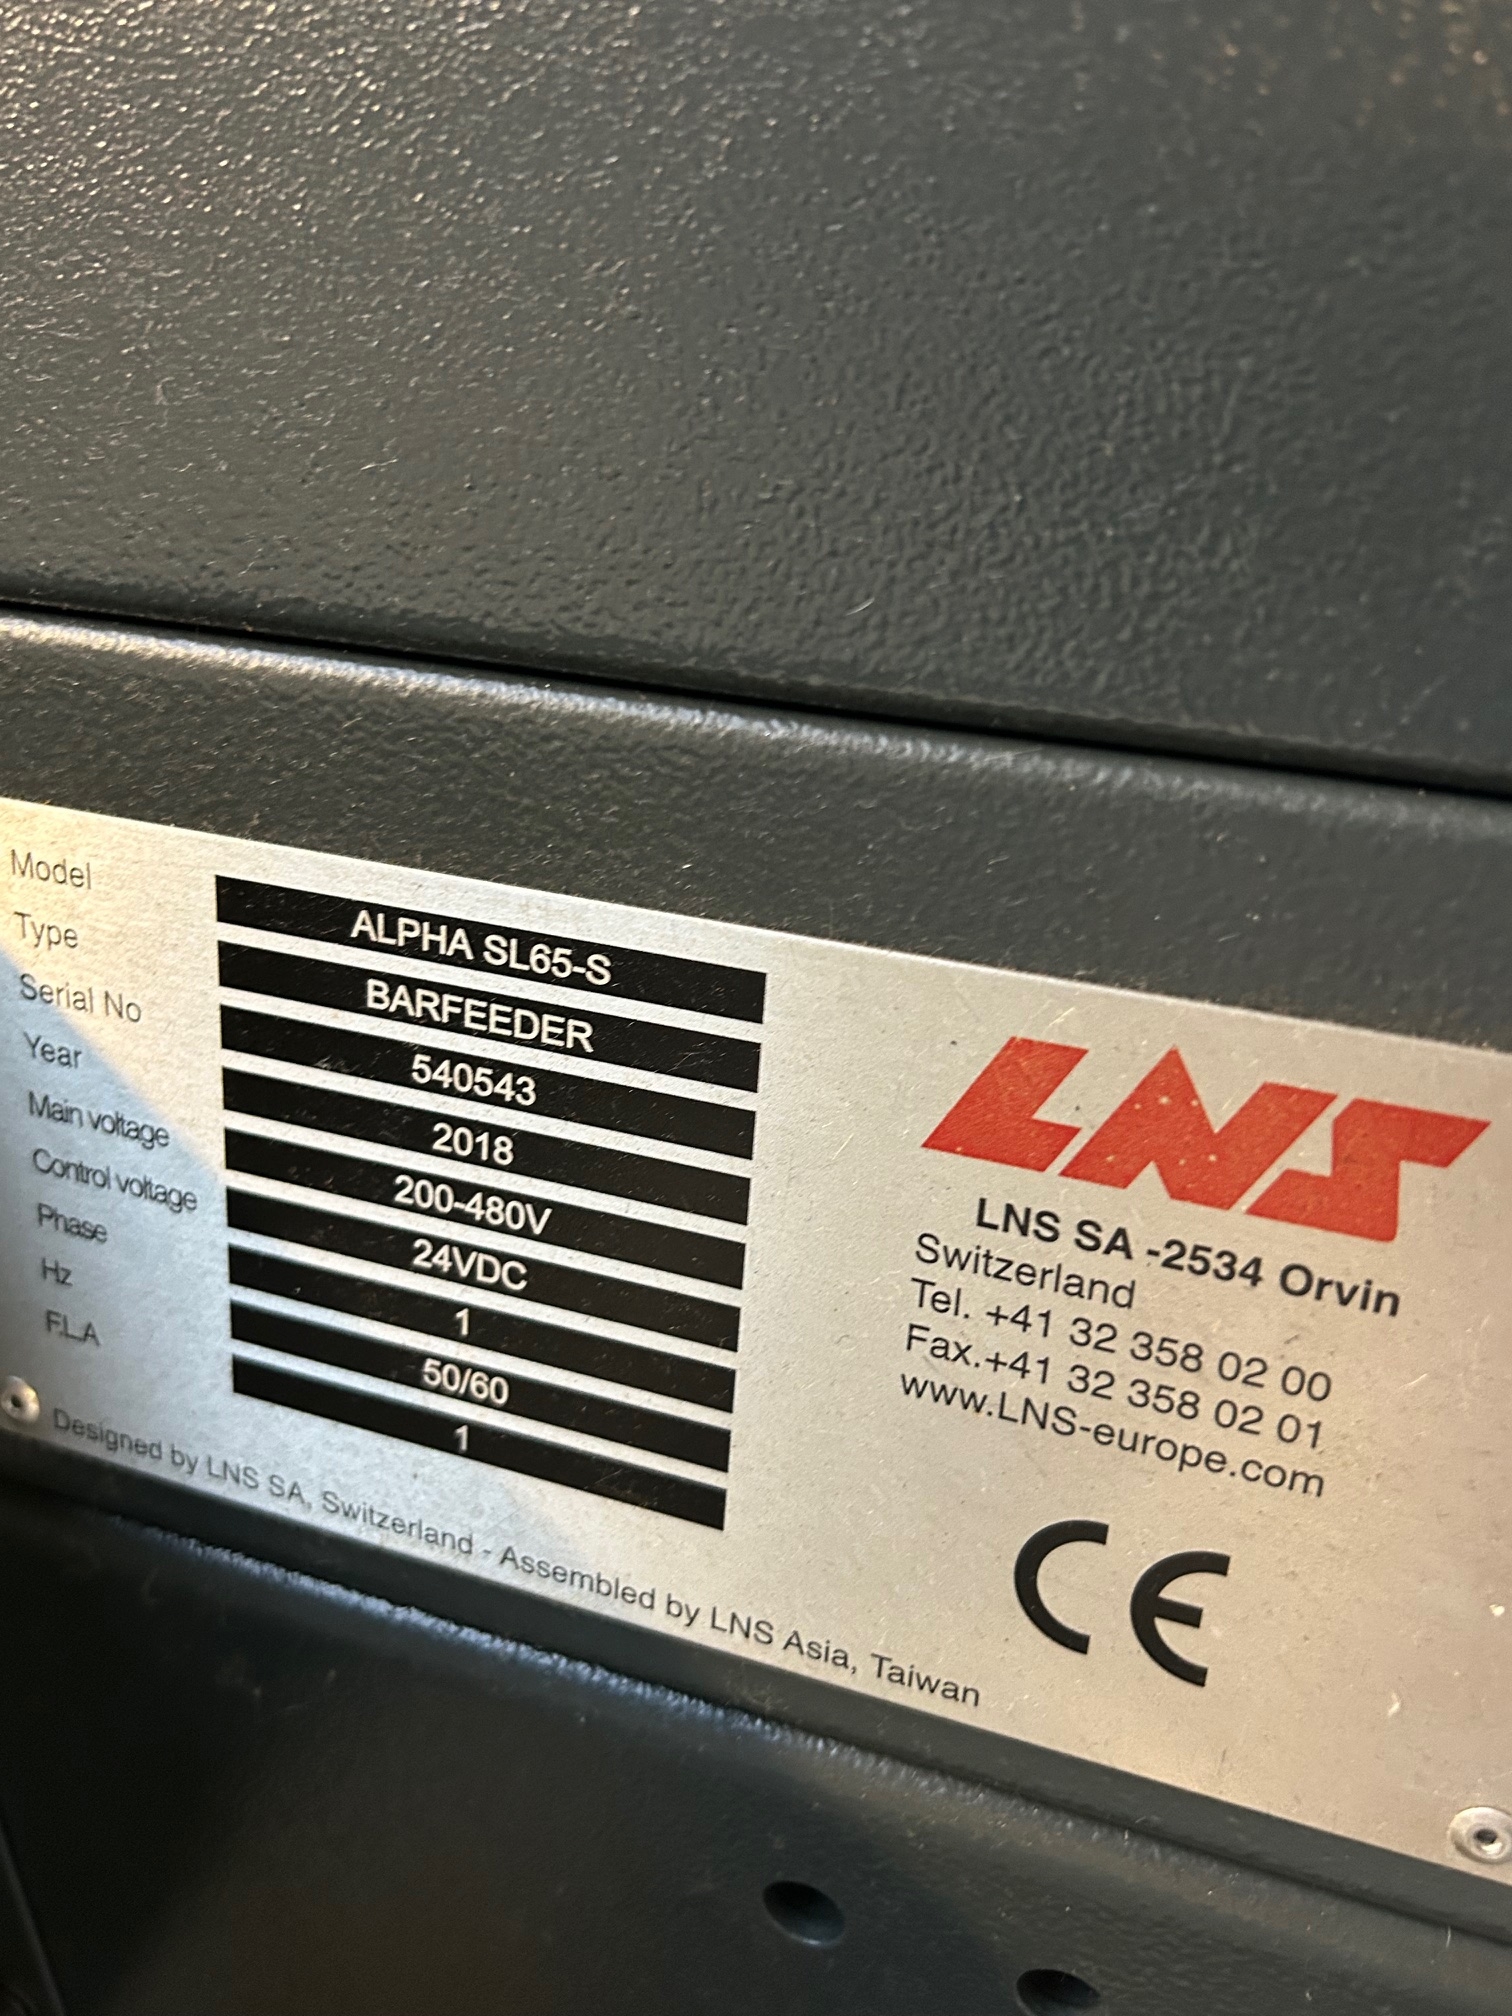 Model ALPHA SL65-S
Type BARFEEDER
Serial No 540543
Year 2018
Main voltage 200-480V
Control voltage 24VDC
Phase 1
Hz 50/60
F.L.A 1
Designed by LNS SA, Switzerland - Assembled by LNS Asia, Taiwan
LNS
LNS SA -2534 Orvin
Switzerland
Tel. +41 32 358 02 00
Fax.+41 32 358 02 01
www.LNS-europe.com
CE